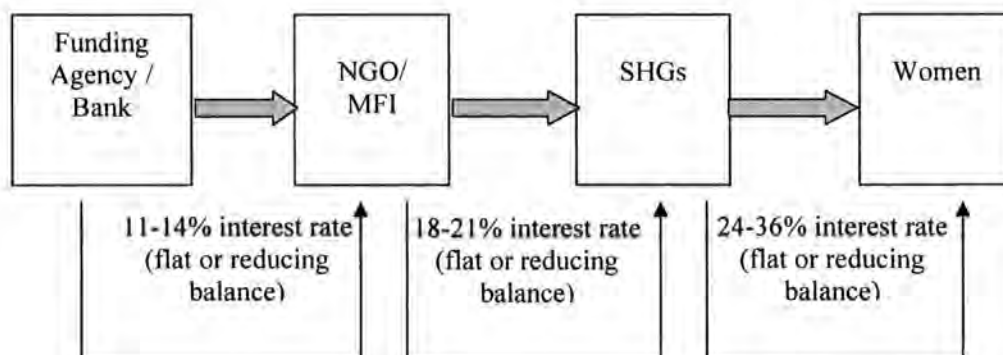 Funding
Agency /
Bank
NGO/
MFI
SHGs
Women
11-14% interest rate
(flat or reducing
balance)
18-21% interest rate
(flat or reducing
balance)
24-36% interest rate
(flat or reducing
balance)